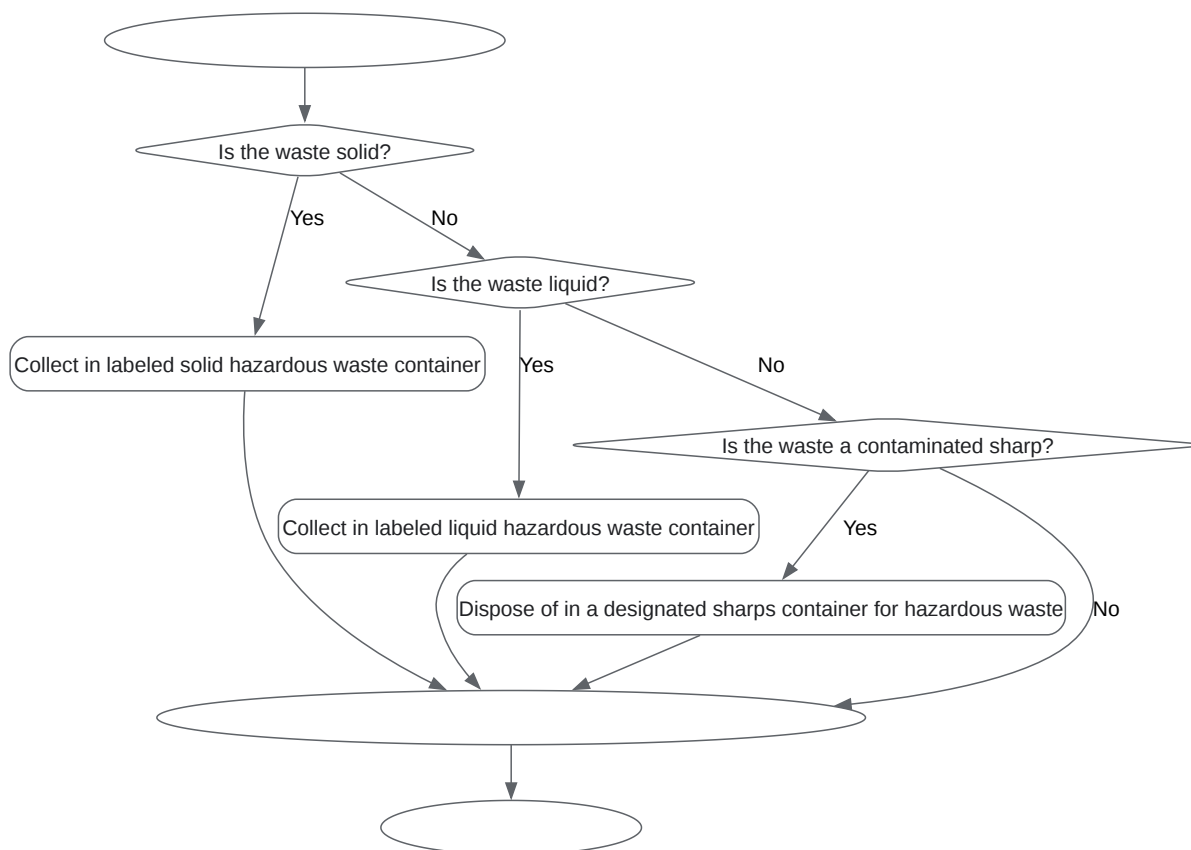 Is the waste solid?
Yes
No
Is the waste liquid?
Collect in labeled solid hazardous waste container
Yes
No
Is the waste a contaminated sharp?
Collect in labeled liquid hazardous waste container
Yes
Dispose of in a designated sharps container for hazardous waste
No